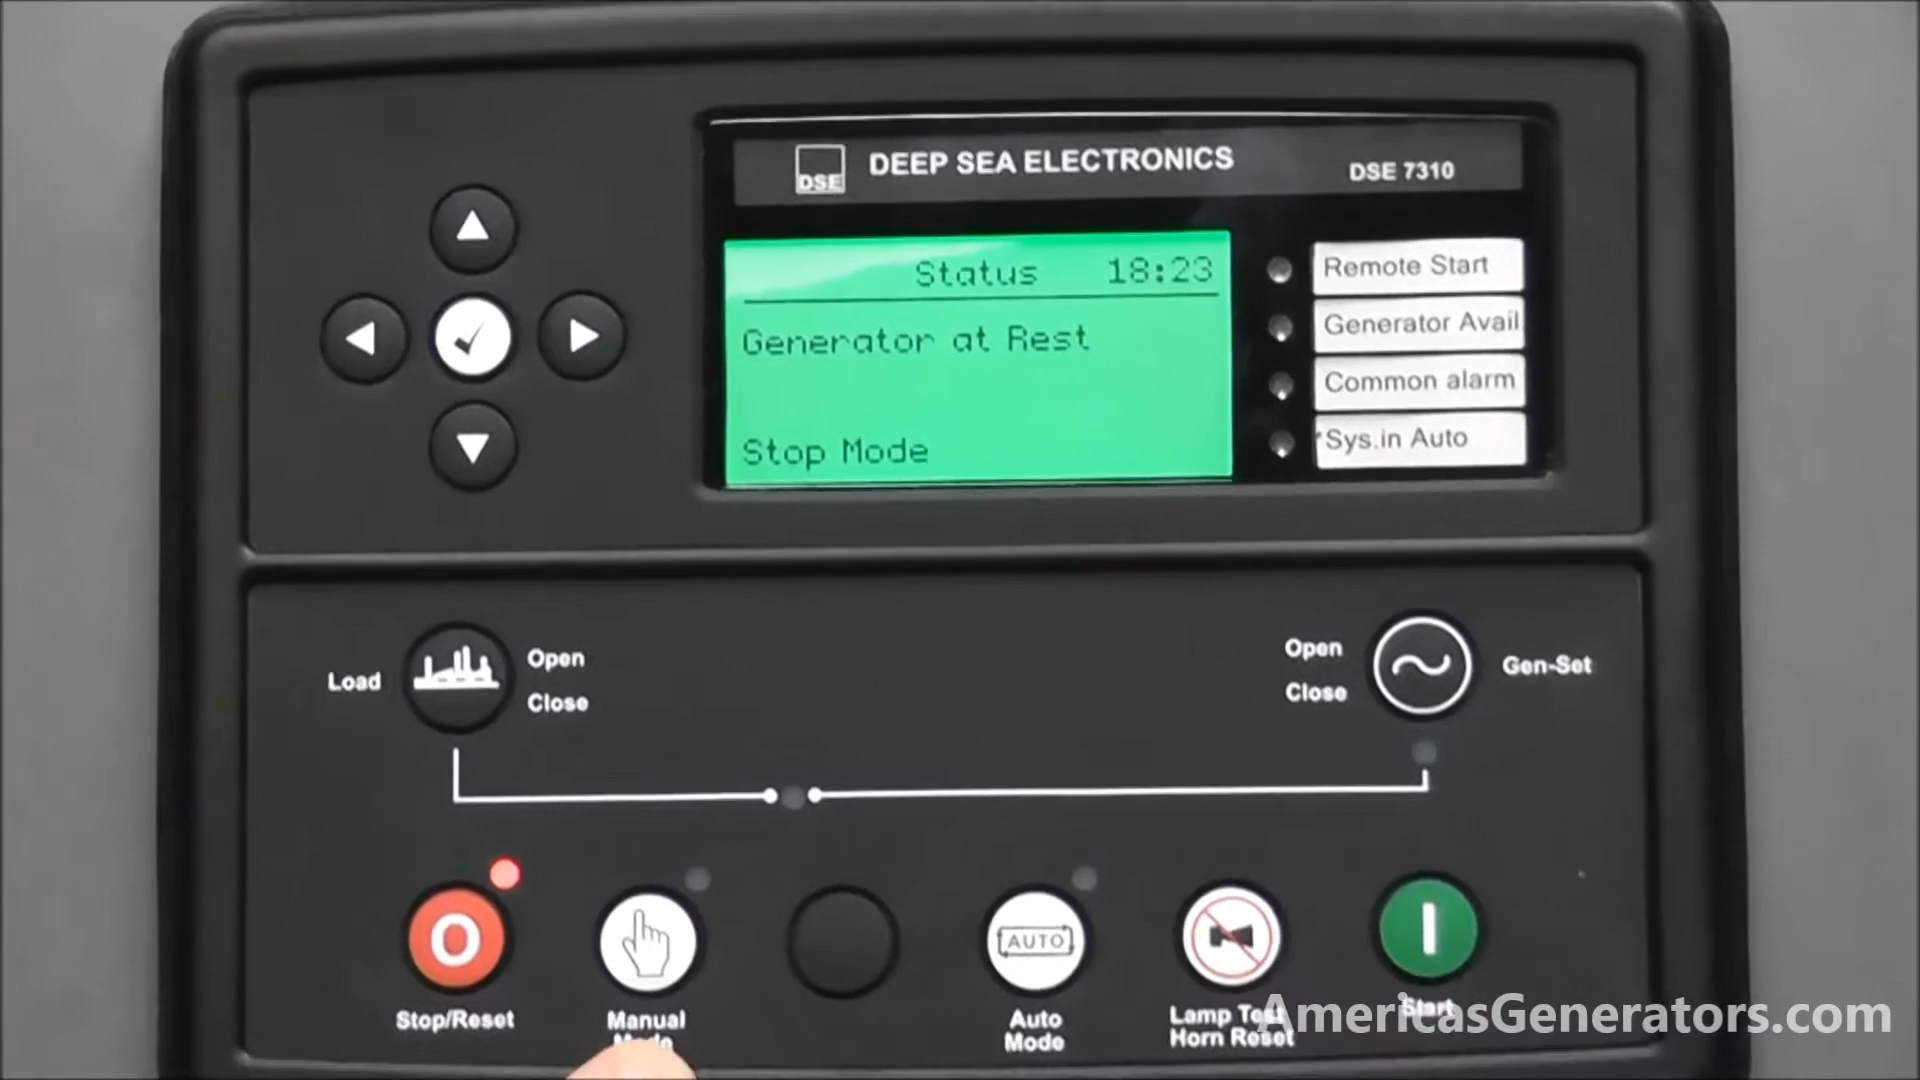 DSE DEEP SEA ELECTRONICS DSE 7310
Status 18:23
Generator at Rest
Stop Mode
Remote Start
Generator Avail
Common alarm
Sys.in Auto
Load
Open
Close
Open
Close
Gen-Set
O
AUTO
I
Stop/Reset
Manual
Mode
Auto
Mode
Lamp Test
Horn Reset
Start
AmericasGenerators.com